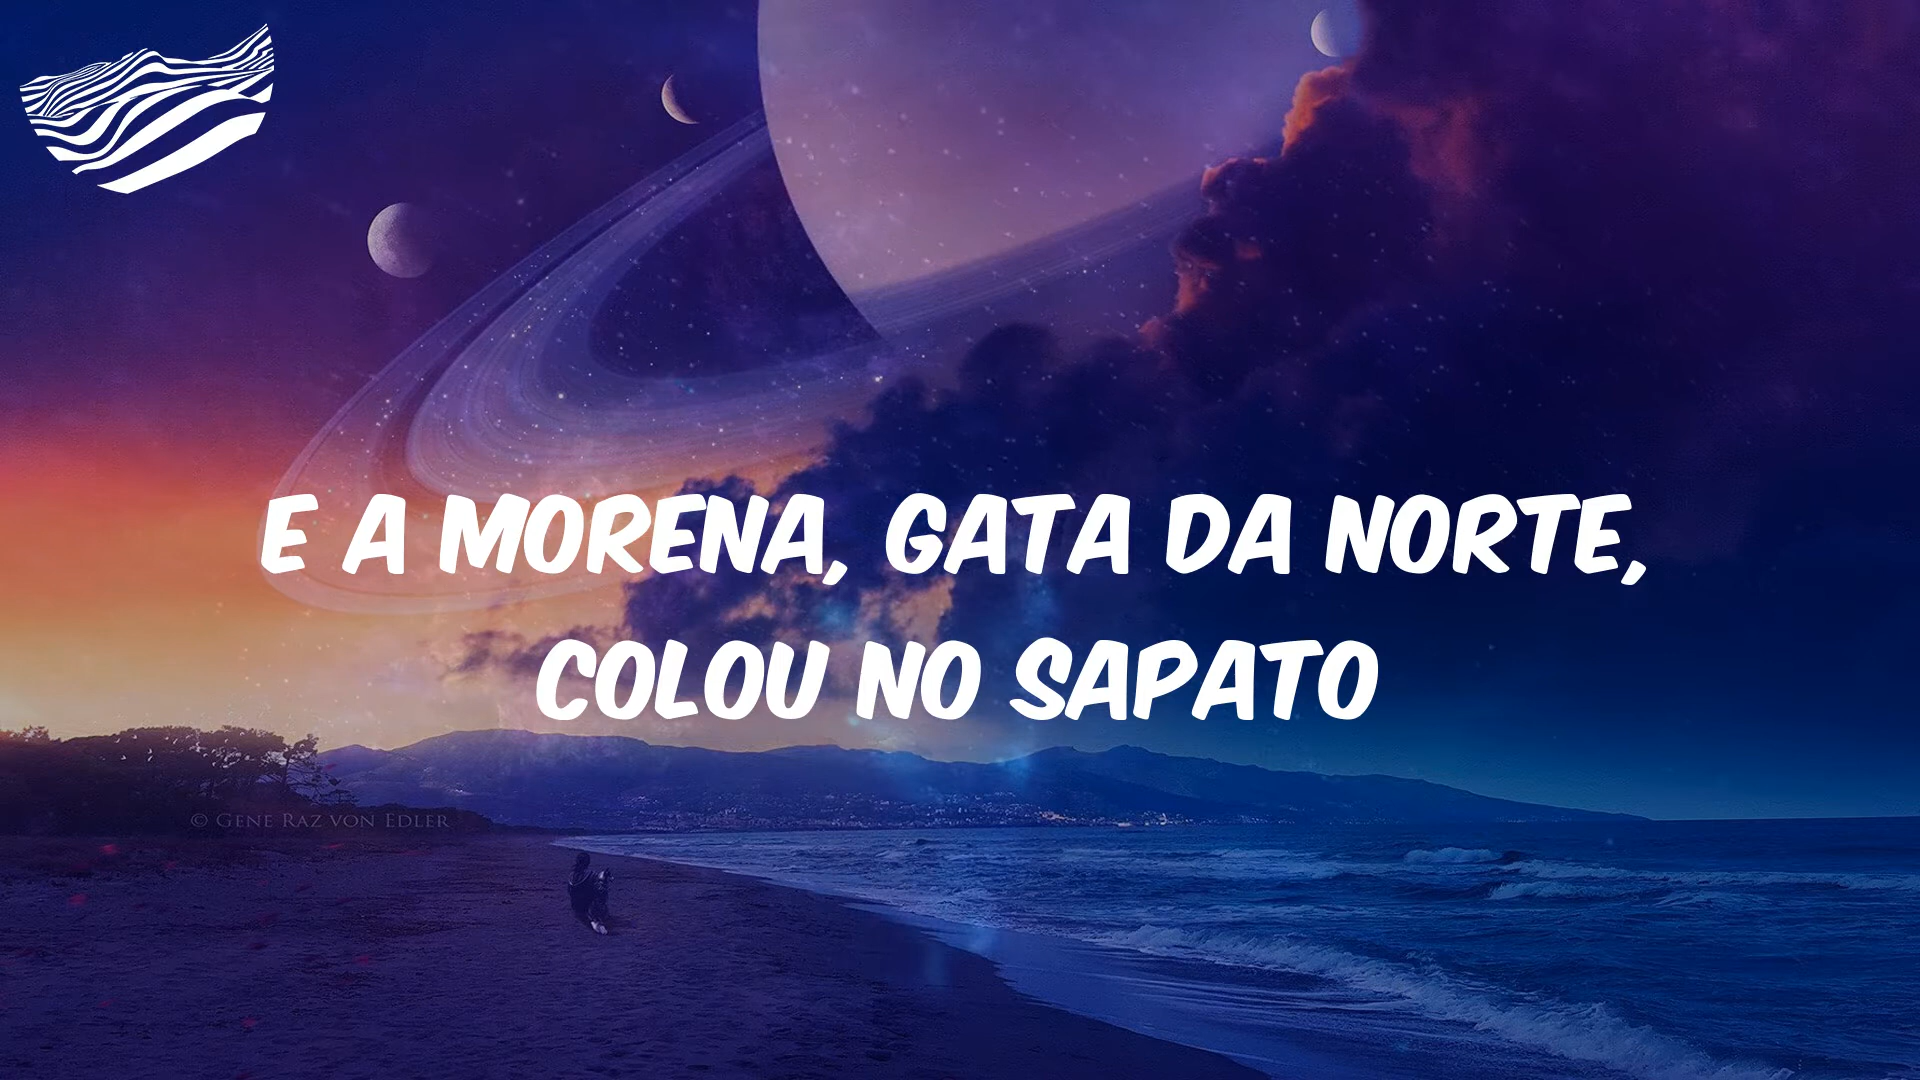 E A MORENA, GATA DA NORTE,
COLOU NO SAPATO
© GENE RAZ VON EDLER